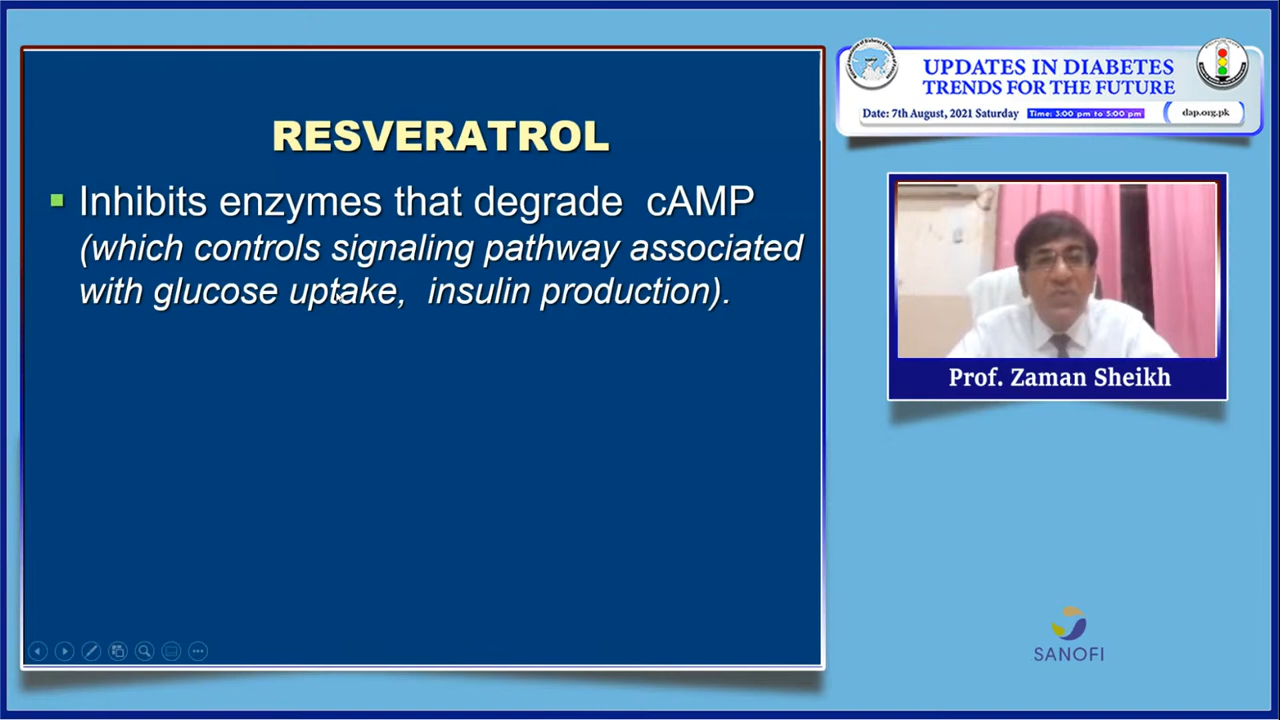 RESVERATROL
Inhibits enzymes that degrade cAMP
(which controls signaling pathway associated
with glucose uptake, insulin production).
UPDATES IN DIABETES
TRENDS FOR THE FUTURE
Date: 7th August, 2021 Saturday Time: 3:00 pm to 5:00 pm dap.org.pk
Prof. Zaman Sheikh
SANOFI